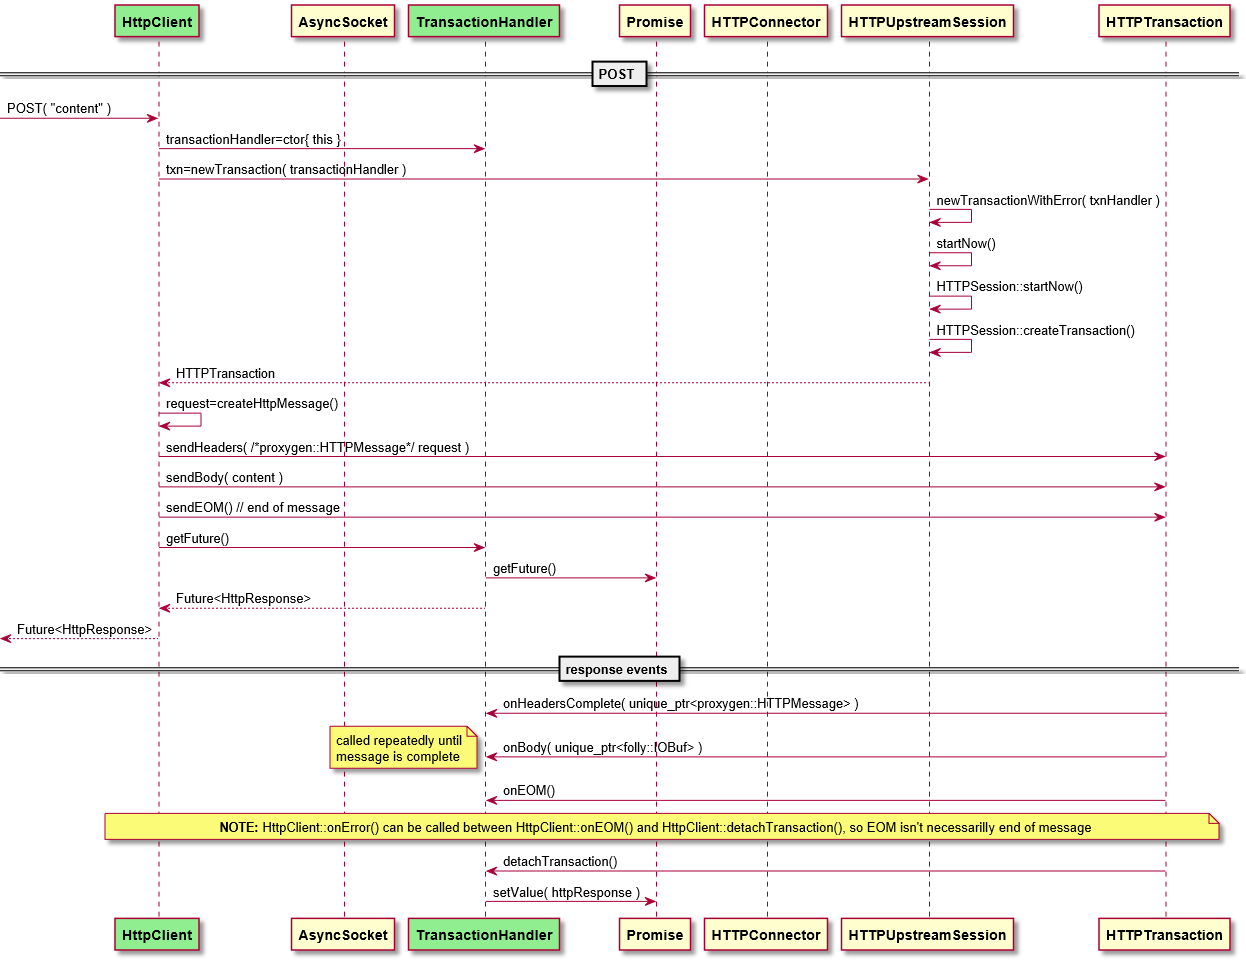 HttpClient AsyncSocket TransactionHandler Promise HTTPConnector HTTPUpstreamSession HTTPTransaction
POST
POST( "content" )
transactionHandler=ctor{ this }
txn=newTransaction( transactionHandler )
newTransactionWithError( txnHandler )
startNow()
HTTPSession::startNow()
HTTPSession::createTransaction()
HTTPTransaction
request=createHttpMessage()
sendHeaders( /*proxygen::HTTPMessage*/ request )
sendBody( content )
sendEOM() // end of message
getFuture()
getFuture()
Future<HttpResponse>
Future<HttpResponse>
response events
onHeadersComplete( unique_ptr<proxygen::HTTPMessage> )
called repeatedly until
message is complete
onBody( unique_ptr<folly::IOBuf> )
onEOM()
NOTE: HttpClient::onError() can be called between HttpClient::onEOM() and HttpClient::detachTransaction(), so EOM isn't necessarilly end of message
detachTransaction()
setValue( httpResponse )
HttpClient AsyncSocket TransactionHandler Promise HTTPConnector HTTPUpstreamSession HTTPTransaction